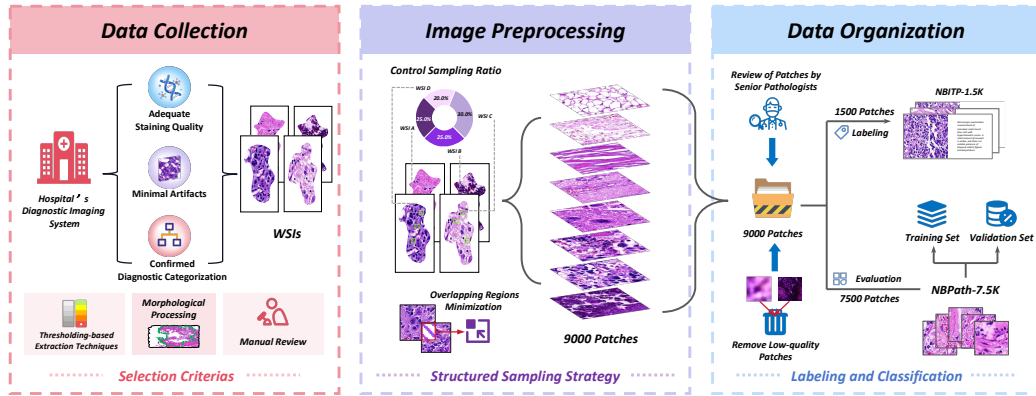 Data Collection
Hospital’s
Diagnostic Imaging
System
Adequate
Staining Quality
Minimal Artifacts
Confirmed
Diagnostic Categorization
WSIs
Thresholding-based
Extraction Techniques
Morphological
Processing
Manual Review
Selection Criterias
Image Preprocessing
Control Sampling Ratio
WSI D
20.0%
30.0%
25.0%
25.0%
WSI A
WSI C
WSI B
Overlapping Regions
Minimization
9000 Patches
Structured Sampling Strategy
Data Organization
Review of Patches by
Senior Pathologists
9000 Patches
Remove Low-quality
Patches
1500 Patches
Labeling
NBITP-1.5K
Training Set
Validation Set
Evaluation
7500 Patches
NBPath-7.5K
Labeling and Classification